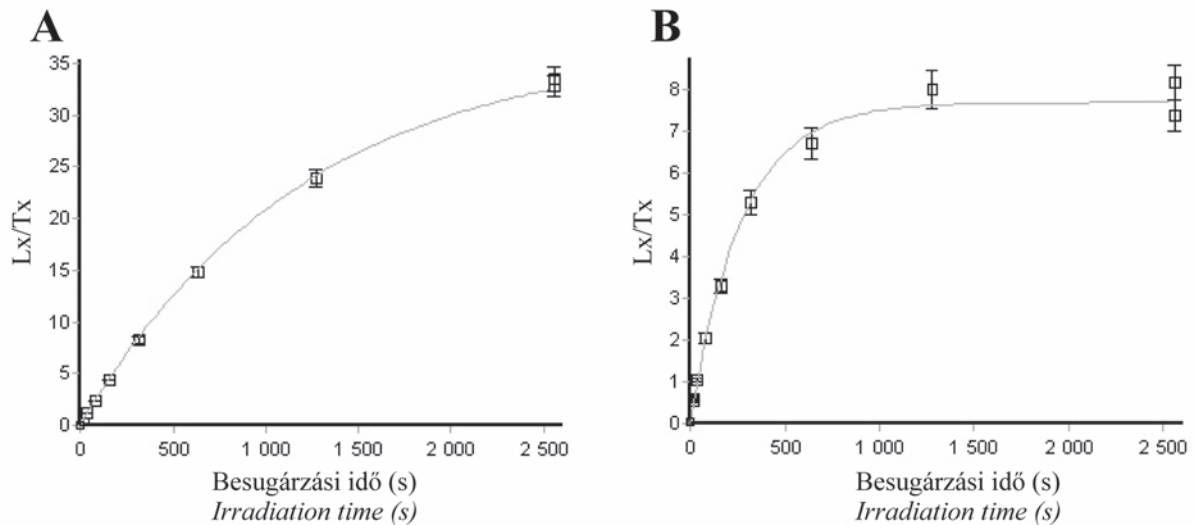 A
35
30
25
20
15
10
5
0
Lx/Tx
0 500 1 000 1 500 2 000 2 500
Besugárzási idő (s)
Irradiation time (s)
B
8
7
6
5
4
3
2
1
0
Lx/Tx
0 500 1 000 1 500 2 000 2 500
Besugárzási idő (s)
Irradiation time (s)